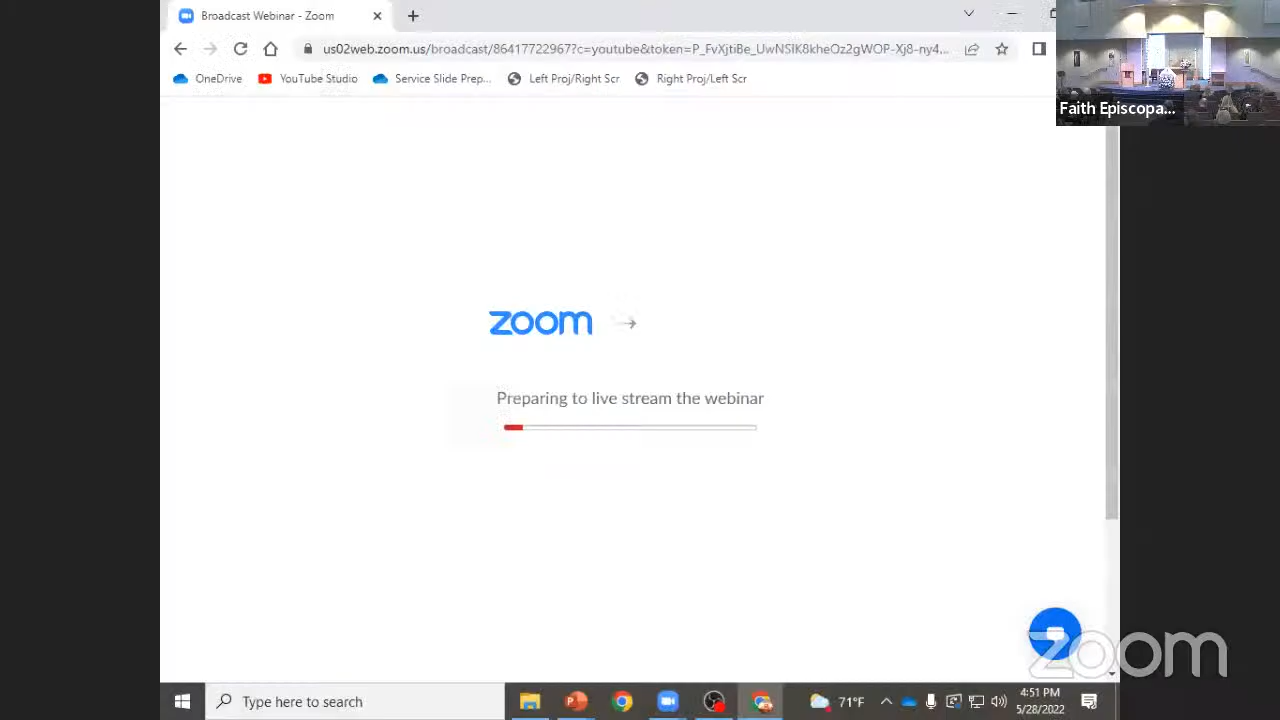 Broadcast Webinar - Zoom
us02web.zoom.us/broadcast/86417722967?c=youtube&token=P_FvXjtiBe_UwNSlK8kheOz2gWOP-Xj8-ny4...
OneDrive YouTube Studio Service Slide Prep... Left Proj/Right Scr Right Proj/Left Scr
Faith Episcopa...
zoom
Preparing to live stream the webinar
zoom
Type here to search
71°F
4:51 PM
5/28/2022